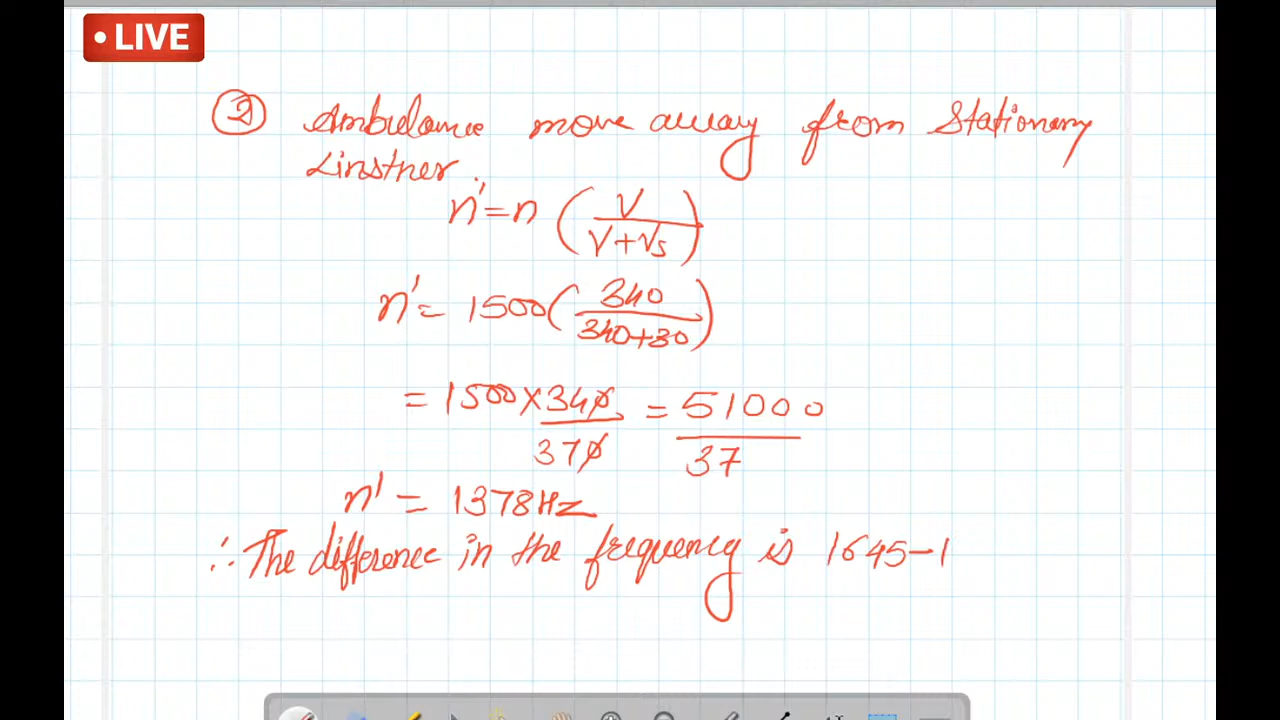 • LIVE
② Ambulance move away from Stationary
Linstner.
n' = n (V / V+Vs)
n' = 1500 (340 / 340+30)
= 1500 × 340 / 370 = 51000 / 37
n' = 1378 Hz
∴ The difference in the frequency is 1645-1